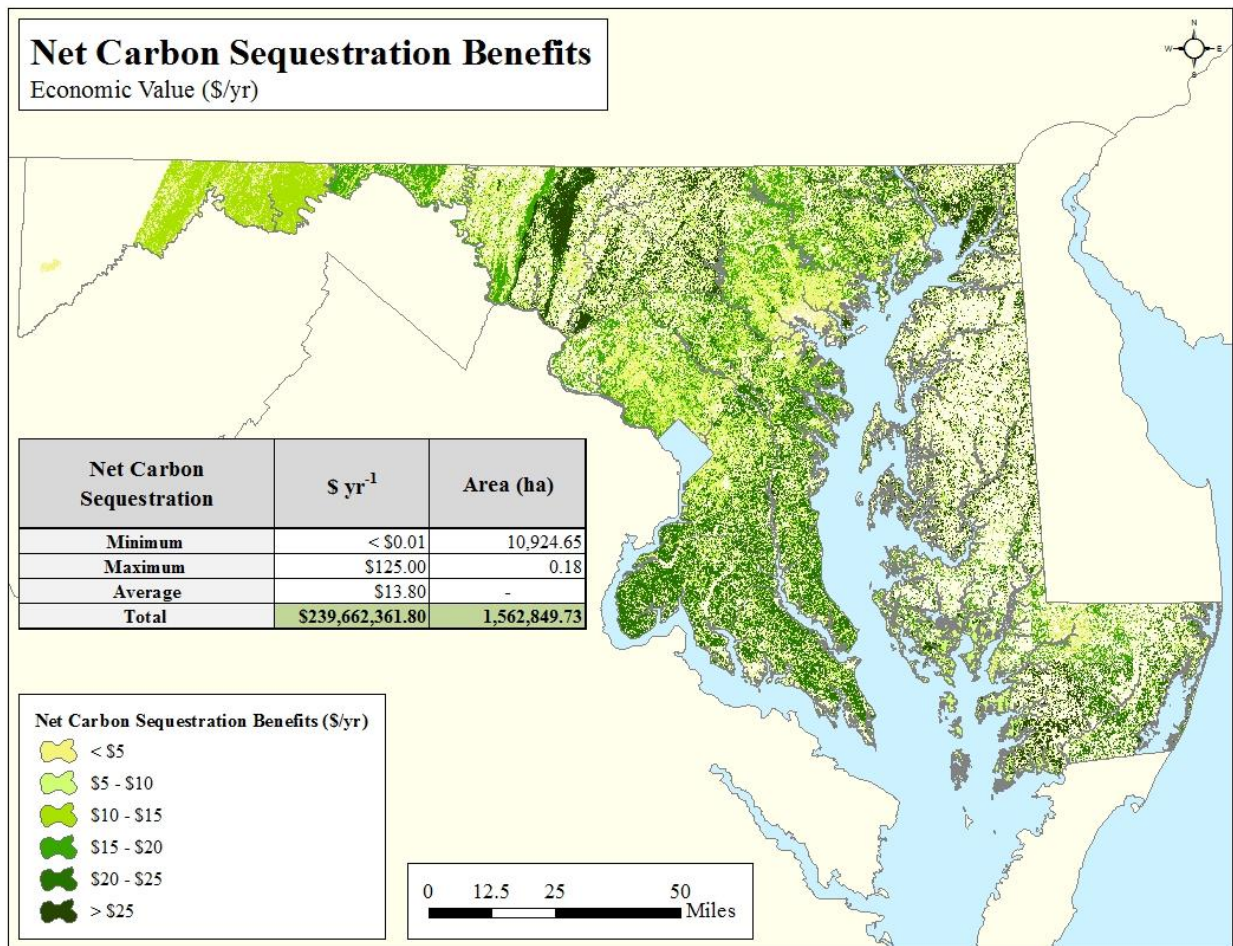 Net Carbon Sequestration Benefits
Economic Value ($/yr)
N
W
E
S
Net Carbon
Sequestration
$ yr-1
Area (ha)
Minimum
< $0.01
10,924.65
Maximum
$125.00
0.18
Average
$13.80
-
Total
$239,662,361.80
1,562,849.73
Net Carbon Sequestration Benefits ($/yr)
< $5
$5 - $10
$10 - $15
$15 - $20
$20 - $25
> $25
0
12.5
25
50
Miles